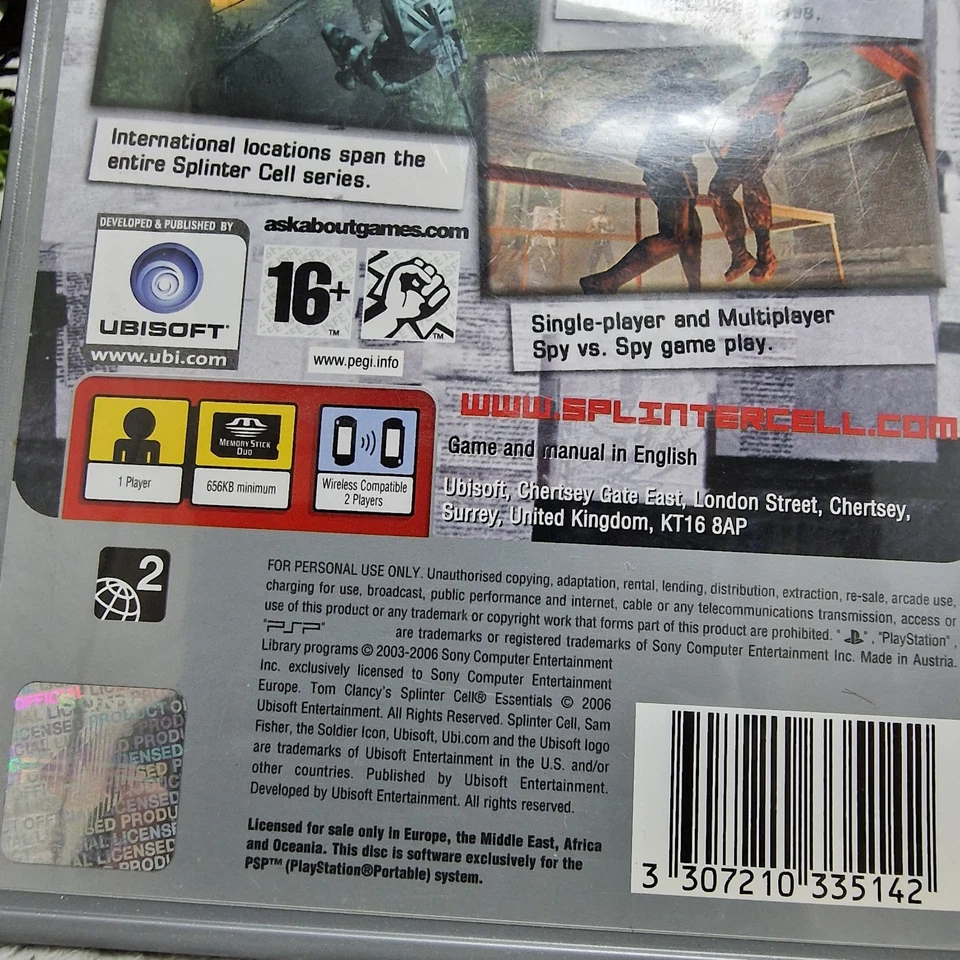 98.
International locations span the
entire Splinter Cell series.
DEVELOPED & PUBLISHED BY
UBISOFT
www.ubi.com
askaboutgames.com
16+
TM
TM
www.pegi.info
Single-player and Multiplayer
Spy vs. Spy game play.
WWW.SPLINTERCELL.COM
1 Player
MEMORY STICK
DUO
656KB minimum
Wireless Compatible
2 Players
Game and manual in English
Ubisoft, Chertsey Gate East, London Street, Chertsey,
Surrey, United Kingdom, KT16 8AP
2
FOR PERSONAL USE ONLY. Unauthorised copying, adaptation, rental, lending, distribution, extraction, re-sale, arcade use,
charging for use, broadcast, public performance and internet, cable or any telecommunications transmission, access or
use of this product or any trademark or copyright work that forms part of this product are prohibited. " ", "PlayStation",
"PSP" are trademarks or registered trademarks of Sony Computer Entertainment Inc. Made in Austria.
Library programs © 2003-2006 Sony Computer Entertainment
Inc. exclusively licensed to Sony Computer Entertainment
Europe. Tom Clancy's Splinter Cell® Essentials © 2006
Ubisoft Entertainment. All Rights Reserved. Splinter Cell, Sam
Fisher, the Soldier Icon, Ubisoft, Ubi.com and the Ubisoft logo
are trademarks of Ubisoft Entertainment in the U.S. and/or
other countries. Published by Ubisoft Entertainment.
Developed by Ubisoft Entertainment. All rights reserved.
Licensed for sale only in Europe, the Middle East, Africa
and Oceania. This disc is software exclusively for the
PSP™ (PlayStation®Portable) system.
OFFICIAL
SONY
3 307210 335142